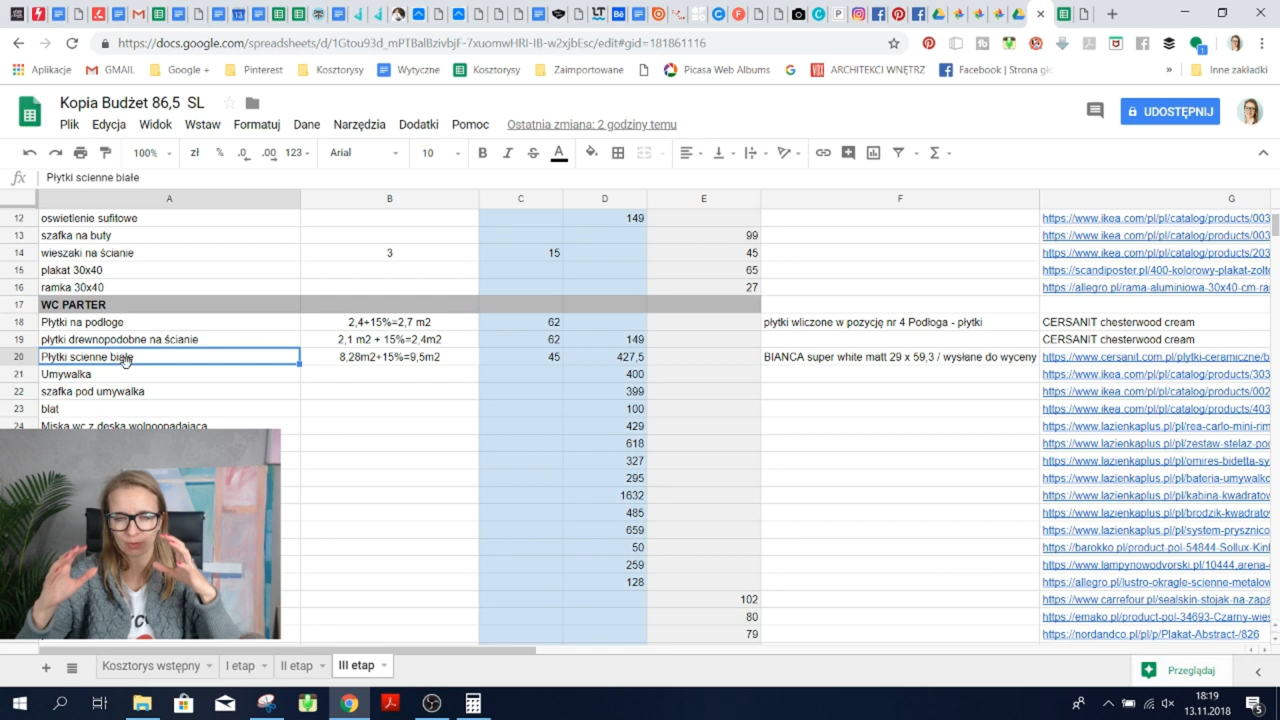 https://docs.google.com/spreadsheets/d/1Gtou93d_mPTBalBzivbjF-7xuomwHRI-IB-w2xjbEsc/edit#gid=181861116
Aplikacje GMAIL Google + Pinterest Kosztorysy Wytyczne Kosztorysy Zaimportowane Picasa Web Albums ARCHITEKCI WNĘTRZ Facebook | Strona » Inne zakładki
Kopia Budżet 86,5 SL
UDOSTĘPNIJ
Plik Edycja Widok Wstaw Formatuj Dane Narzędzia Dodatki Pomoc Ostatnia zmiana: 2 godziny temu
100% zł % .0 .00 123 Arial 10 B I S A Σ
fx Płytki scienne białe
A B C D E F G
12 oswietlenie sufitowe 149 https://www.ikea.com/pl/pl/catalog/products/003
13 szafka na buty 99 https://www.ikea.com/pl/pl/catalog/products/003
14 wieszaki na ścianie 3 15 45 https://www.ikea.com/pl/pl/catalog/products/203
15 plakat 30x40 65 https://scandiposter.pl/400-kolorowy-plakat-zolte
16 ramka 30x40 27 https://allegro.pl/rama-aluminiowa-30x40-cm-ra
17 WC PARTER
18 Płytki na podłoge 2,4+15%=2,7 m2 62 płytki wliczone w pozycję nr 4 Podłoga - płytki CERSANIT chesterwood cream
19 płytki drewnopodobne na ścianie 2,1 m2 + 15%=2,4m2 62 149 CERSANIT chesterwood cream
20 Płytki scienne białe 8,28m2+15%=9,5m2 45 427,5 BIANCA super white matt 29 x 59,3 / wysłane do wyceny https://www.cersanit.com.pl/plytki-ceramiczne/b
21 Umywalka 400 https://www.ikea.com/pl/pl/catalog/products/303
22 szafka pod umywalka 399 https://www.ikea.com/pl/pl/catalog/products/002
23 blat 100 https://www.ikea.com/pl/pl/catalog/products/403
24 Miska wc z deska wolnoopadająca 429 https://www.lazienkaplus.pl/pl/rea-carlo-mini-rim
618 https://www.lazienkaplus.pl/pl/zestaw-stelaz-po
327 https://www.lazienkaplus.pl/pl/omires-bidetta-sy
295 https://www.lazienkaplus.pl/pl/bateria-umywalko
1632 https://www.lazienkaplus.pl/pl/kabina-kwadratov
485 https://www.lazienkaplus.pl/pl/brodzik-kwadrato
659 https://www.lazienkaplus.pl/pl/system-prysznico
50 https://barokko.pl/product-pol-54844-Sollux-Kinl
259 https://www.lampynowodvorski.pl/10444,arena-
128 https://allegro.pl/lustro-okragle-scienne-metalow
102 https://www.carrefour.pl/sealskin-stojak-na-zapa
80 https://emako.pl/product-pol-34693-Czarny-wies
79 https://nordandco.pl/pl/p/Plakat-Abstract-/826
Kosztorys wstępny I etap II etap III etap Przeglądaj
18:19
13.11.2018
5